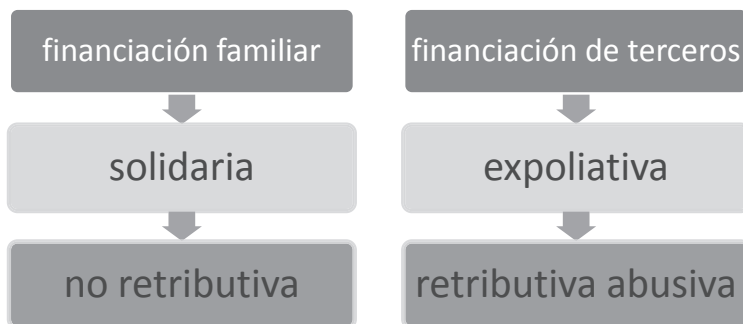 financiación familiar
solidaria
no retributiva
financiación de terceros
expoliativa
retributiva abusiva